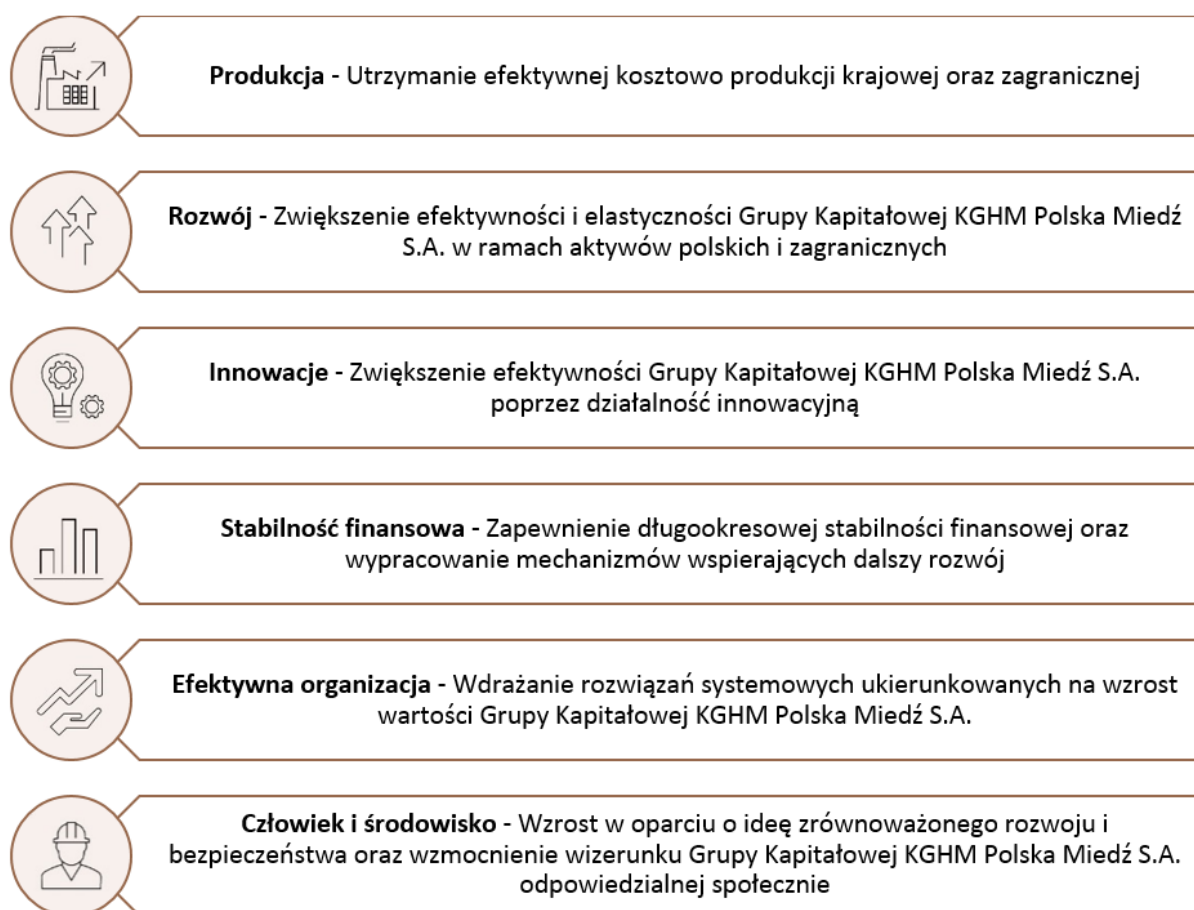 Produkcja - Utrzymanie efektywnej kosztowo produkcji krajowej oraz zagranicznej
Rozwój - Zwiększenie efektywności i elastyczności Grupy Kapitałowej KGHM Polska Miedź
S.A. w ramach aktywów polskich i zagranicznych
Innowacje - Zwiększenie efektywności Grupy Kapitałowej KGHM Polska Miedź S.A.
poprzez działalność innowacyjną
Stabilność finansowa - Zapewnienie długookresowej stabilności finansowej oraz
wypracowanie mechanizmów wspierających dalszy rozwój
Efektywna organizacja - Wdrażanie rozwiązań systemowych ukierunkowanych na wzrost
wartości Grupy Kapitałowej KGHM Polska Miedź S.A.
Człowiek i środowisko - Wzrost w oparciu o ideę zrównoważonego rozwoju i
bezpieczeństwa oraz wzmocnienie wizerunku Grupy Kapitałowej KGHM Polska Miedź S.A.
odpowiedzialnej społecznie